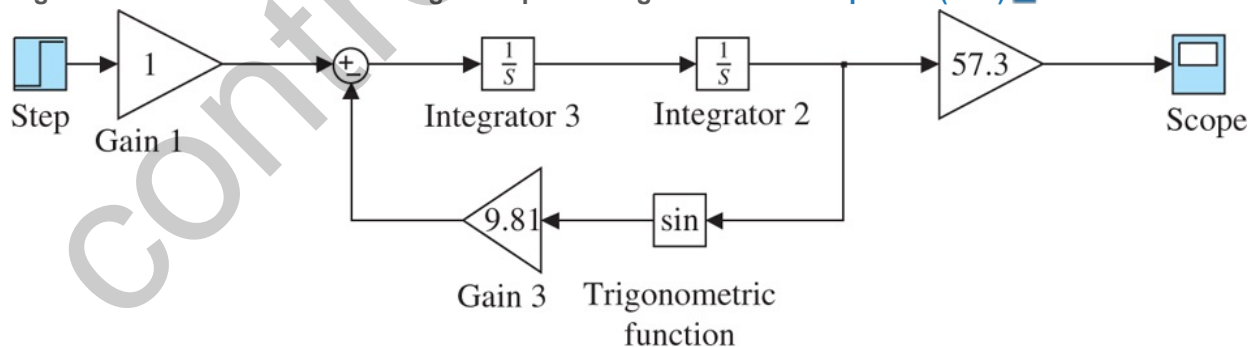 1
+
−
1
S
1
S
57.3
Step
Gain 1
Integrator 3
Integrator 2
Scope
9.81
sin
Gain 3
Trigonometric
function
contro